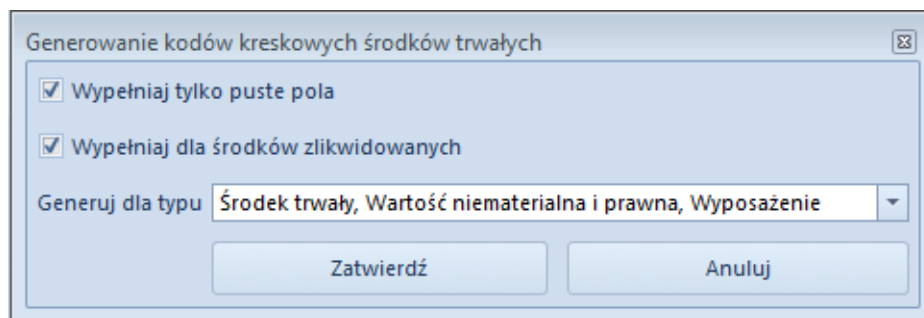 Generowanie kodów kreskowych środków trwałych
Wypełniaj tylko puste pola
Wypełniaj dla środków zlikwidowanych
Generuj dla typu Środek trwały, Wartość niematerialna i prawna, Wyposażenie
Zatwierdź Anuluj